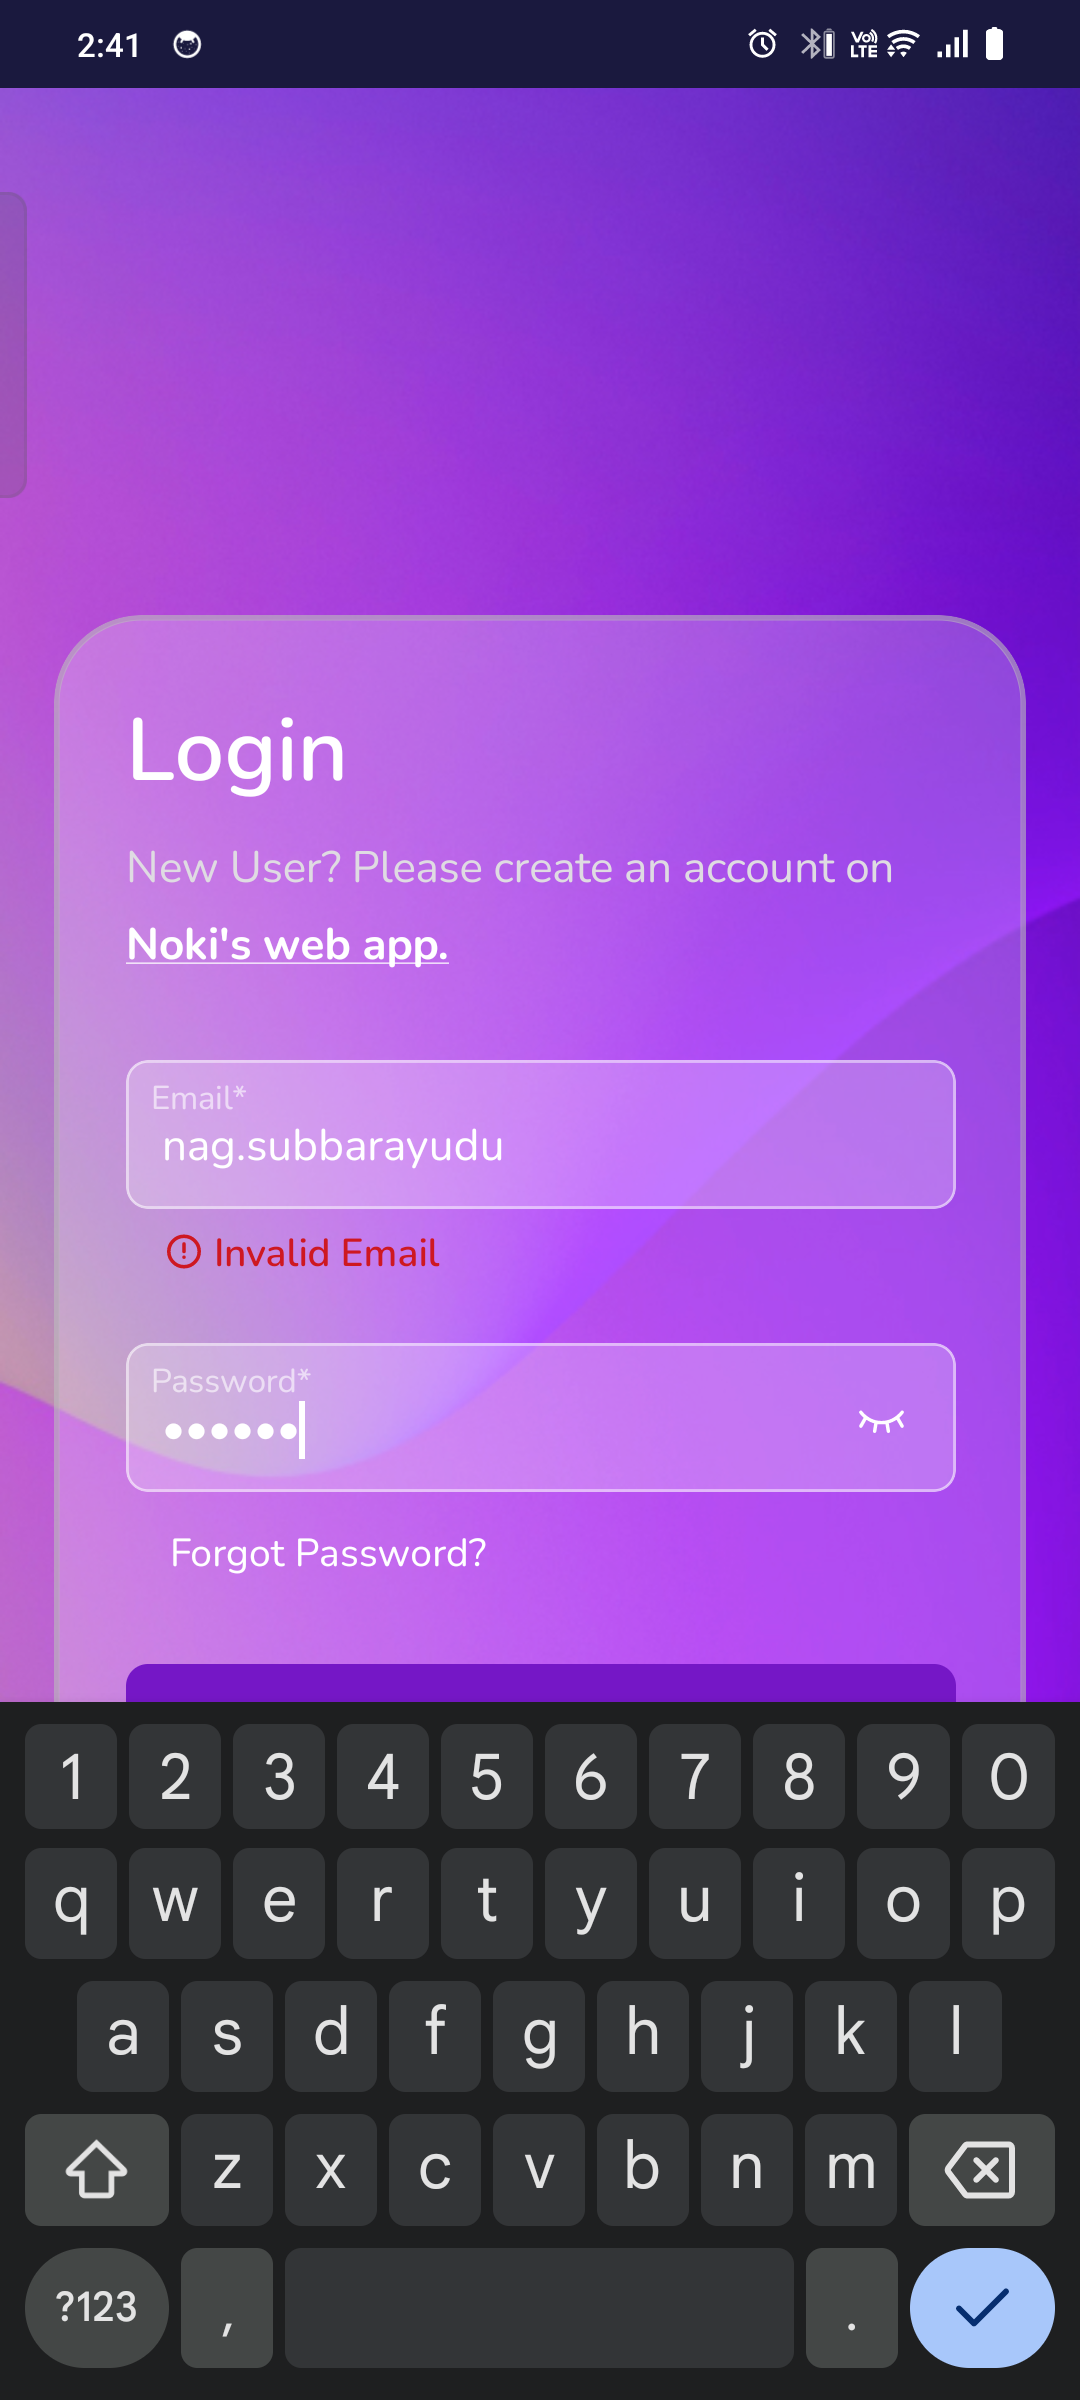 2:41
Vo) LTE
Login
New User? Please create an account on
Noki's web app.
Email*
nag.subbarayudu
Invalid Email
Password*
••••••
Forgot Password?
1 2 3 4 5 6 7 8 9 0
q w e r t y u i o p
a s d f g h j k l
z x c v b n m
?123 , .